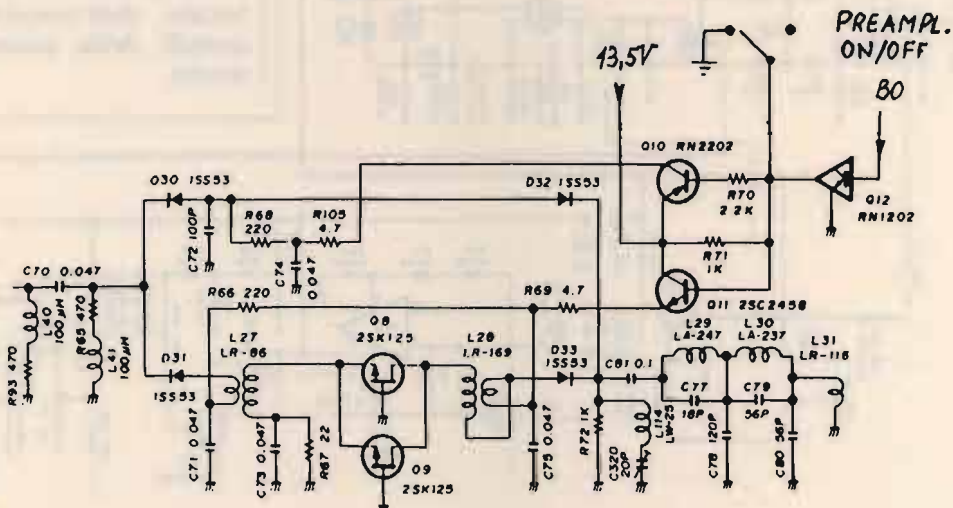 PREAMPL.
ON/OFF
13,5V
BO
Q10 RN2202
R70
2.2K
Q12
RN1202
R71
1K
Q11 2SC2458
D30 1SS53
C72 100P
R68
220
R105
4.7
C74
0.047
D32 1SS53
C70 0.047
L40
100μH
R93 470
R65 470
L41
100μH
R66 220
R69 4.7
D31
1SS53
L27
LR-86
Q8
2SK125
L28
LR-169
D33
1SS53
C81 0.1
L29
LA-247
L30
LA-237
L31
LR-116
C77
18P
C79
56P
C71 0.047
C73 0.047
R67 22
Q9
2SK125
C75 0.047
R72 1K
C320
20P
L114
LW-25
C78 120P
C80 56P